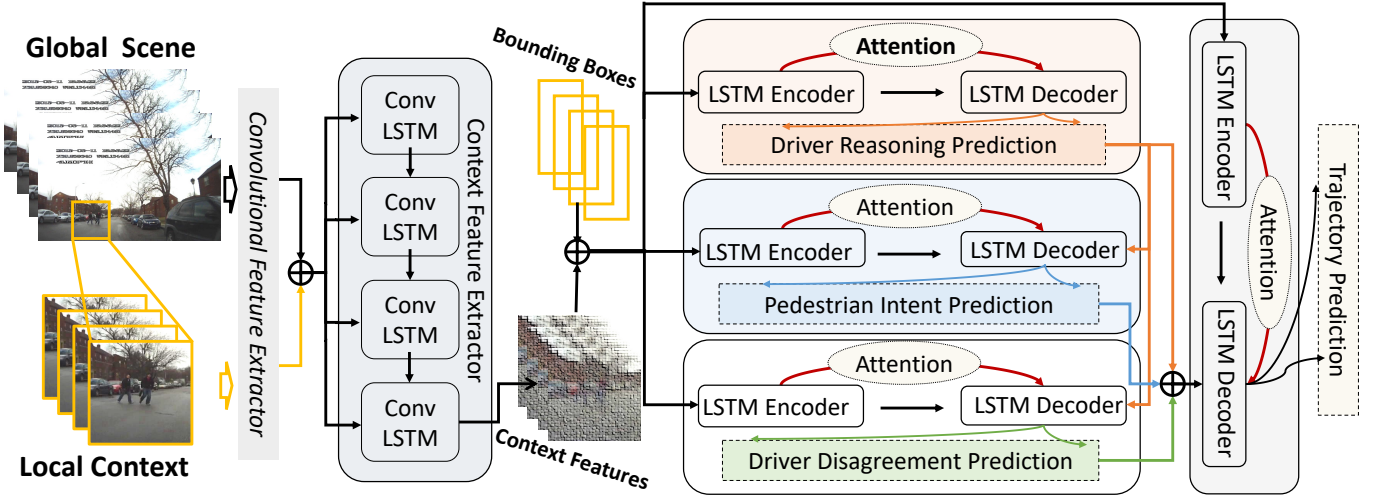 Global Scene
Local Context
Convolutional Feature Extractor
Conv
LSTM
Conv
LSTM
Conv
LSTM
Conv
LSTM
Context Feature Extractor
Bounding Boxes
Context Features
Attention
LSTM Encoder
LSTM Decoder
Driver Reasoning Prediction
Attention
LSTM Encoder
LSTM Decoder
Pedestrian Intent Prediction
Attention
LSTM Encoder
LSTM Decoder
Driver Disagreement Prediction
LSTM Encoder
Attention
LSTM Decoder
Trajectory Prediction